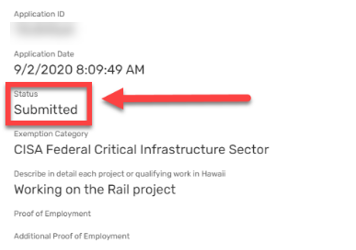 Application ID
Application Date
9/2/2020 8:09:49 AM
Status
Submitted
Exemption Category
CISA Federal Critical Infrastructure Sector
Describe in detail each project or qualifying work in Hawaii
Working on the Rail project
Proof of Employment
Additional Proof of Employment